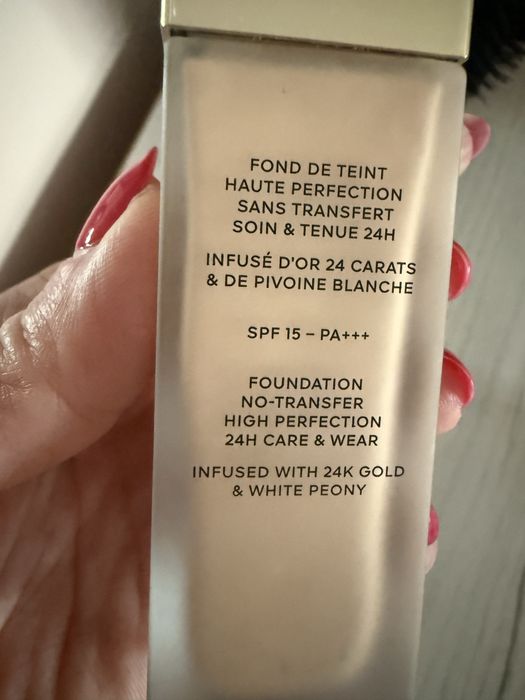 FOND DE TEINT
HAUTE PERFECTION
SANS TRANSFERT
SOIN & TENUE 24H
INFUSÉ D'OR 24 CARATS
& DE PIVOINE BLANCHE
SPF 15 – PA+++
FOUNDATION
NO-TRANSFER
HIGH PERFECTION
24H CARE & WEAR
INFUSED WITH 24K GOLD
& WHITE PEONY